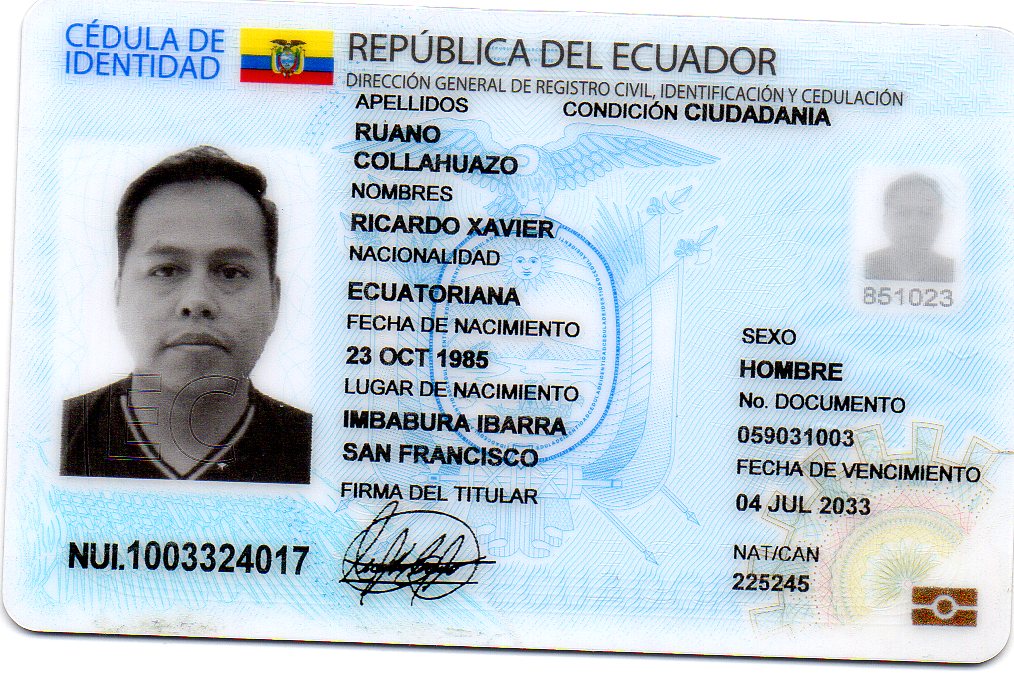 CÉDULA DE
IDENTIDAD
REPÚBLICA DEL ECUADOR
DIRECCIÓN GENERAL DE REGISTRO CIVIL, IDENTIFICACIÓN Y CEDULACIÓN
APELLIDOS
CONDICIÓN CIUDADANIA
RUANO
COLLAHUAZO
NOMBRES
RICARDO XAVIER
NACIONALIDAD
ECUATORIANA
FECHA DE NACIMIENTO
23 OCT 1985
LUGAR DE NACIMIENTO
IMBABURA IBARRA
SAN FRANCISCO
FIRMA DEL TITULAR
851023
SEXO
HOMBRE
No. DOCUMENTO
059031003
FECHA DE VENCIMIENTO
04 JUL 2033
NAT/CAN
225245
EC
NUI.1003324017